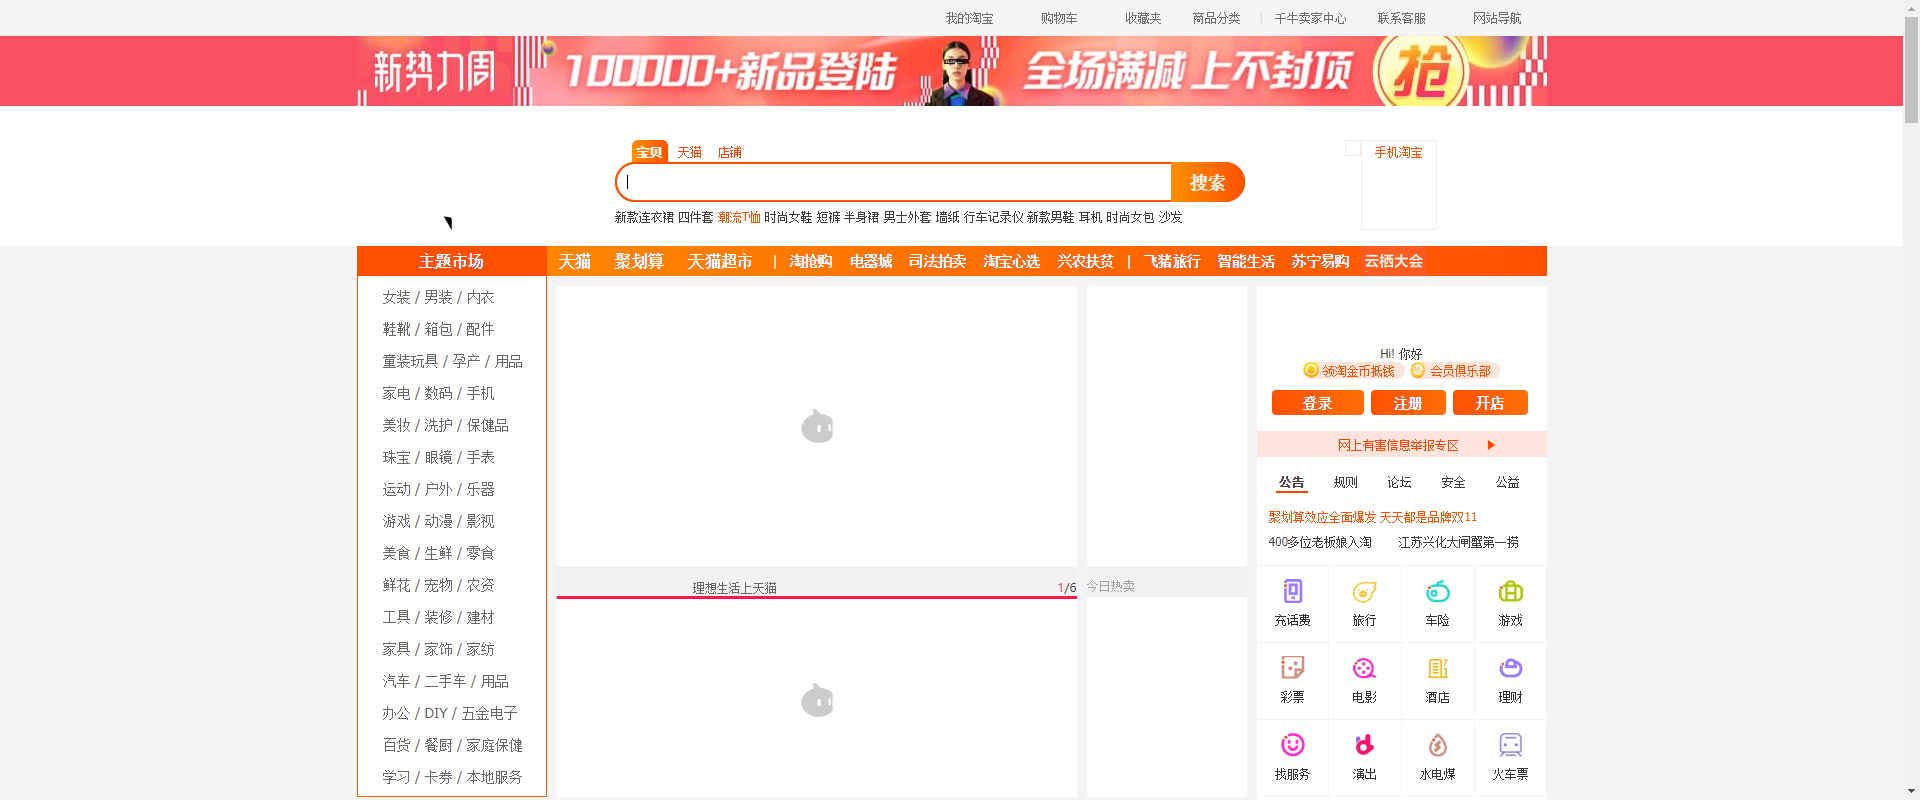 我的淘宝 购物车 收藏夹 商品分类 | 千牛卖家中心 联系客服 网站导航
新势力周 100000+新品登陆 全场满减 上不封顶 抢
宝贝 天猫 店铺
手机淘宝
搜索
新款连衣裙 四件套 潮流T恤 时尚女鞋 短裤 半身裙 男士外套 墙纸 行车记录仪 新款男鞋 耳机 时尚女包 沙发
主题市场 天猫 聚划算 天猫超市 | 淘抢购 电器城 司法拍卖 淘宝心选 兴农扶贫 | 飞猪旅行 智能生活 苏宁易购 云栖大会
女装 / 男装 / 内衣
鞋靴 / 箱包 / 配件
童装玩具 / 孕产 / 用品
家电 / 数码 / 手机
美妆 / 洗护 / 保健品
珠宝 / 眼镜 / 手表
运动 / 户外 / 乐器
游戏 / 动漫 / 影视
美食 / 生鲜 / 零食
鲜花 / 宠物 / 农资
工具 / 装修 / 建材
家具 / 家饰 / 家纺
汽车 / 二手车 / 用品
办公 / DIY / 五金电子
百货 / 餐厨 / 家庭保健
学习 / 卡券 / 本地服务
理想生活上天猫 1/6
今日热卖
Hi! 你好
领淘金币抵钱 会员俱乐部
登录 注册 开店
网上有害信息举报专区
公告 规则 论坛 安全 公益
聚划算效应全面爆发 天天都是品牌双11
400多位老板娘入淘 江苏兴化大闸蟹第一捞
充话费 旅行 车险 游戏
彩票 电影 酒店 理财
找服务 演出 水电煤 火车票